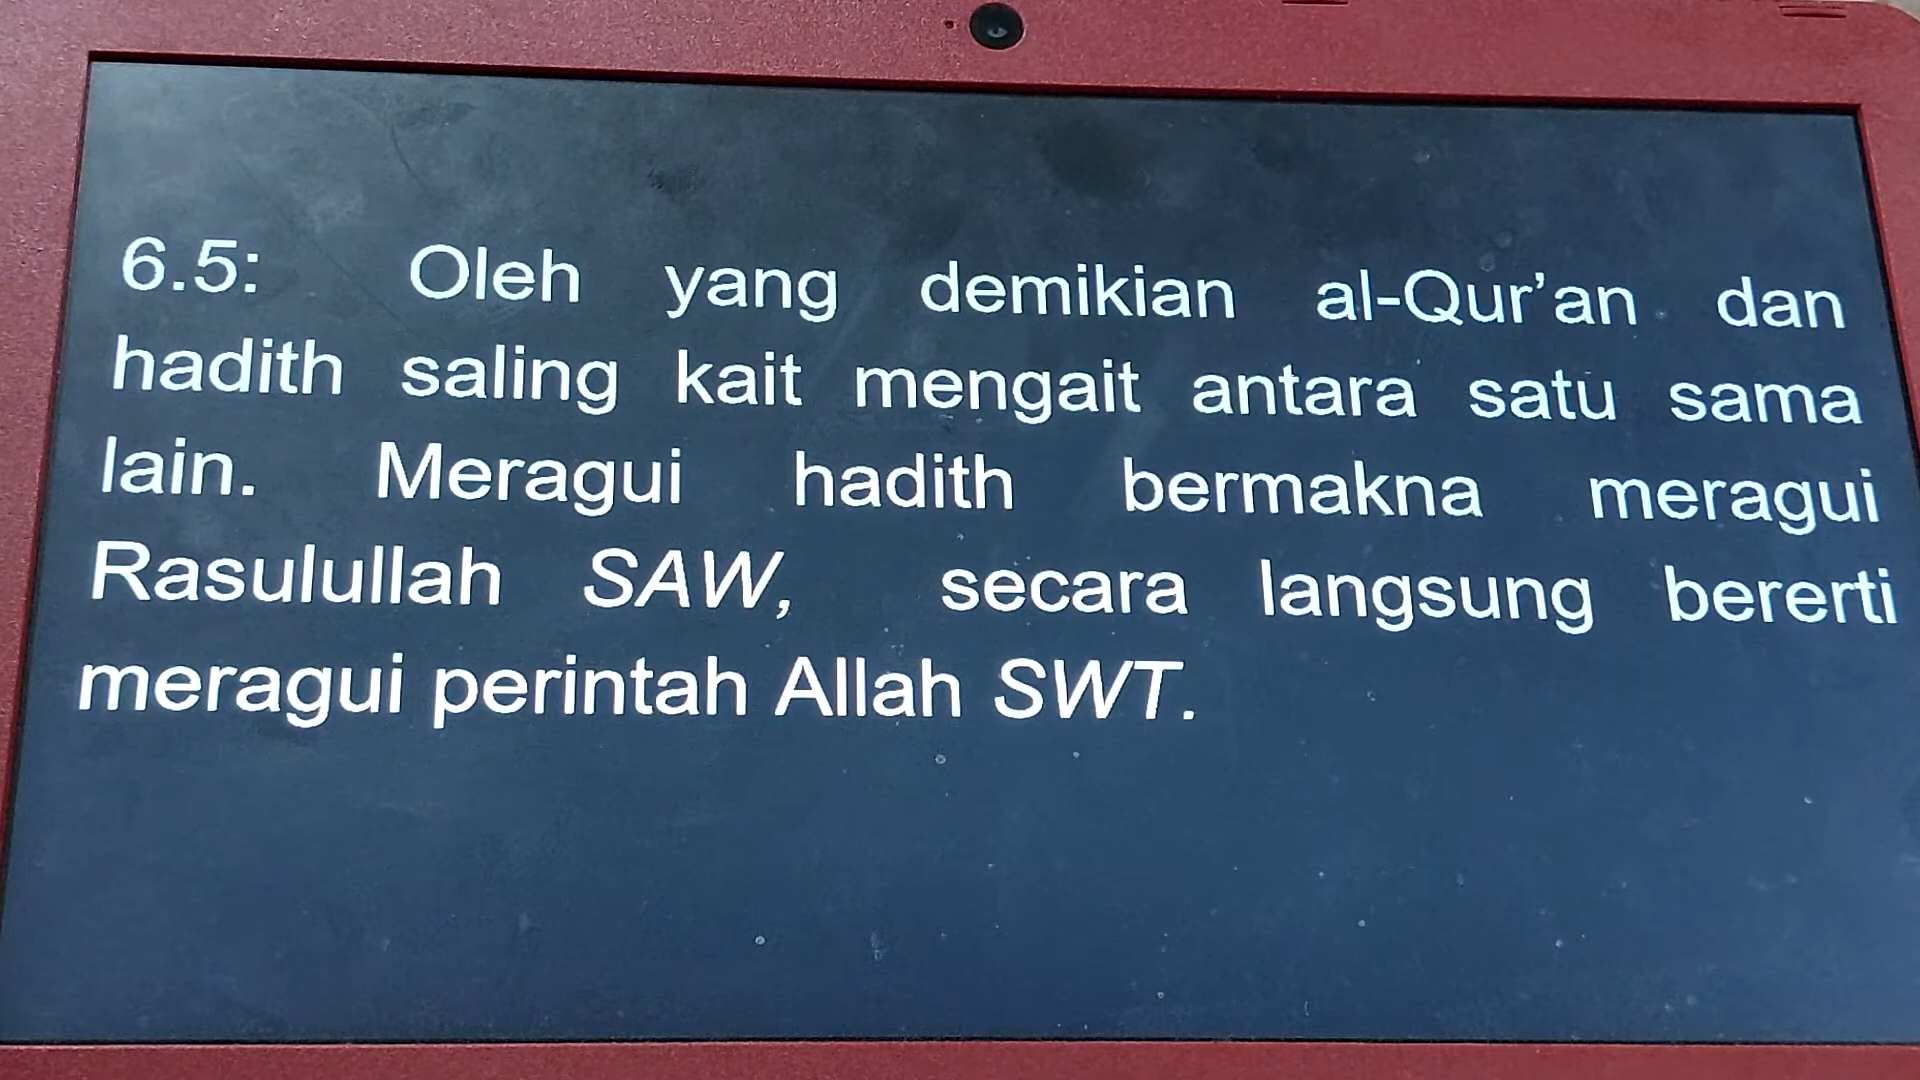 6.5: Oleh yang demikian al-Qur’an dan
hadith saling kait mengait antara satu sama
lain. Meragui hadith bermakna meragui
Rasulullah SAW, secara langsung bererti
meragui perintah Allah SWT.